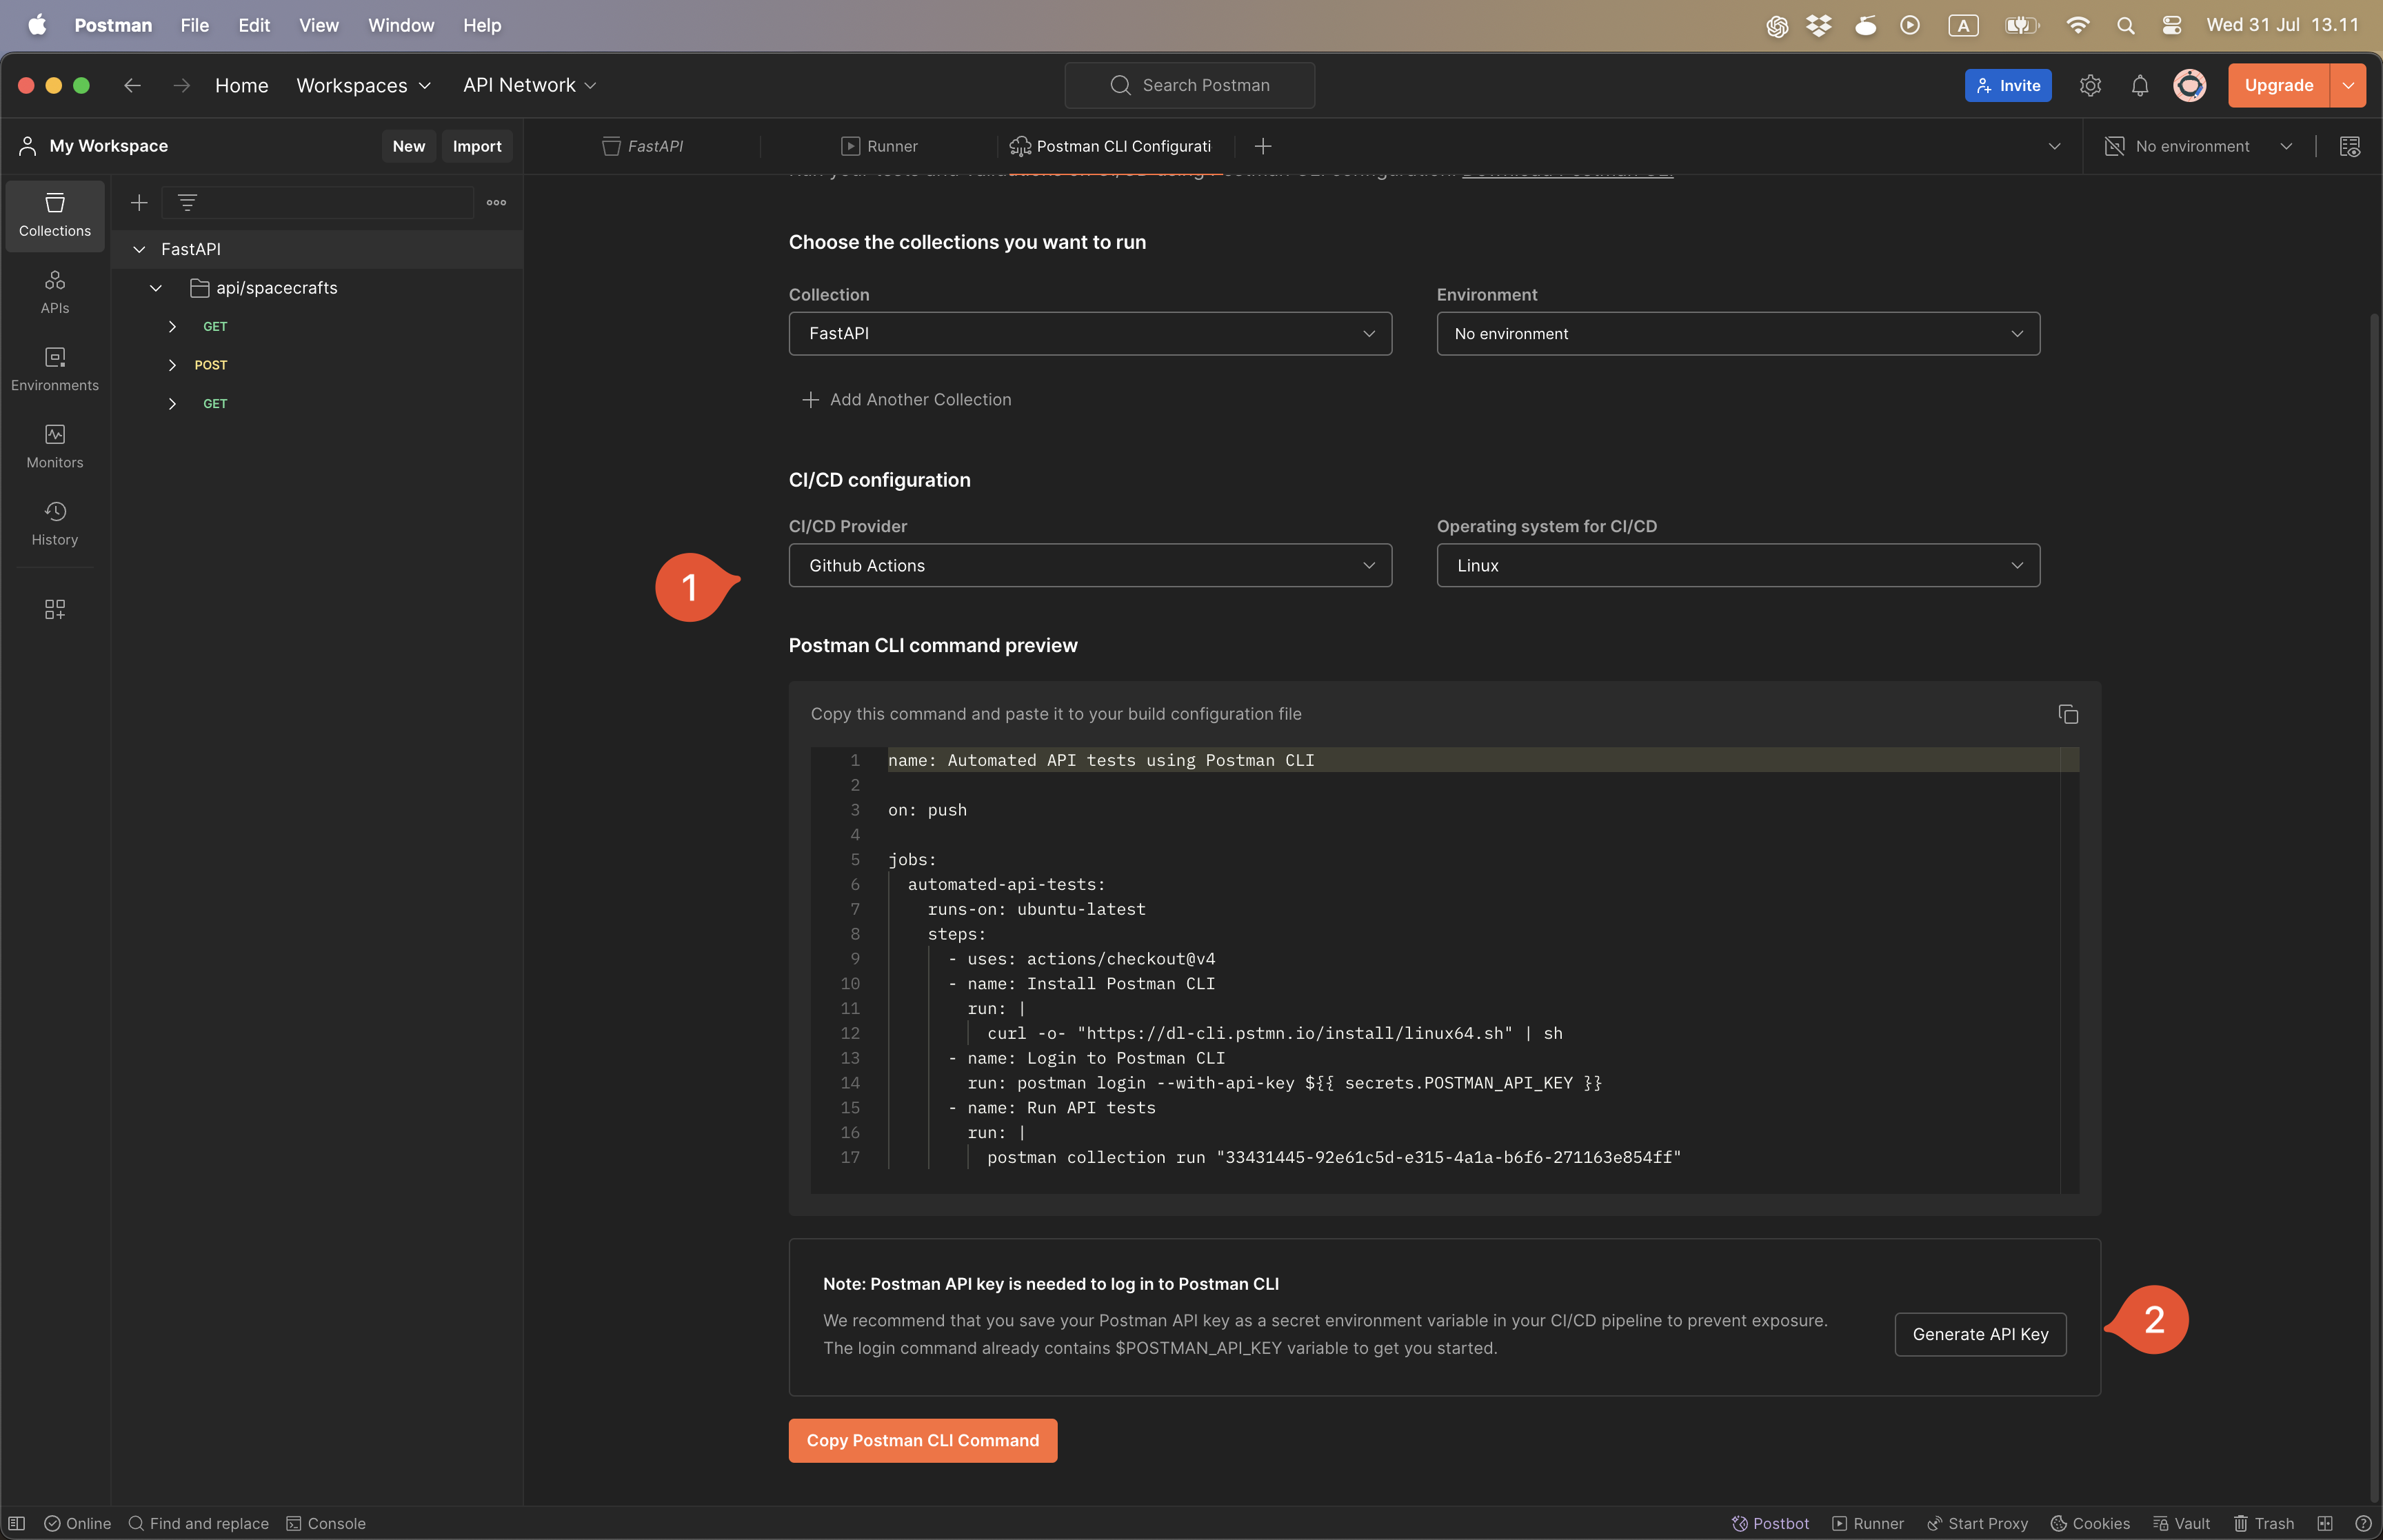 Postman File Edit View Window Help
A Wed 31 Jul 13.11
Home Workspaces API Network Search Postman Invite Upgrade
My Workspace New Import FastAPI Runner Postman CLI Configurati No environment
Collections
APIs
Environments
Monitors
History
FastAPI
api/spacecrafts
GET
POST
GET
Choose the collections you want to run
Collection Environment
FastAPI No environment
Add Another Collection
CI/CD configuration
CI/CD Provider Operating system for CI/CD
1 Github Actions Linux
Postman CLI command preview
Copy this command and paste it to your build configuration file
1 name: Automated API tests using Postman CLI
2
3 on: push
4
5 jobs:
6 automated-api-tests:
7 runs-on: ubuntu-latest
8 steps:
9 - uses: actions/checkout@v4
10 - name: Install Postman CLI
11 run: |
12 curl -o- "https://dl-cli.pstmn.io/install/linux64.sh" | sh
13 - name: Login to Postman CLI
14 run: postman login --with-api-key ${{ secrets.POSTMAN_API_KEY }}
15 - name: Run API tests
16 run: |
17 postman collection run "33431445-92e61c5d-e315-4a1a-b6f6-271163e854ff"
Note: Postman API key is needed to log in to Postman CLI
We recommend that you save your Postman API key as a secret environment variable in your CI/CD pipeline to prevent exposure.
The login command already contains $POSTMAN_API_KEY variable to get you started.
Generate API Key 2
Copy Postman CLI Command
Online Find and replace Console Postbot Runner Start Proxy Cookies Vault Trash